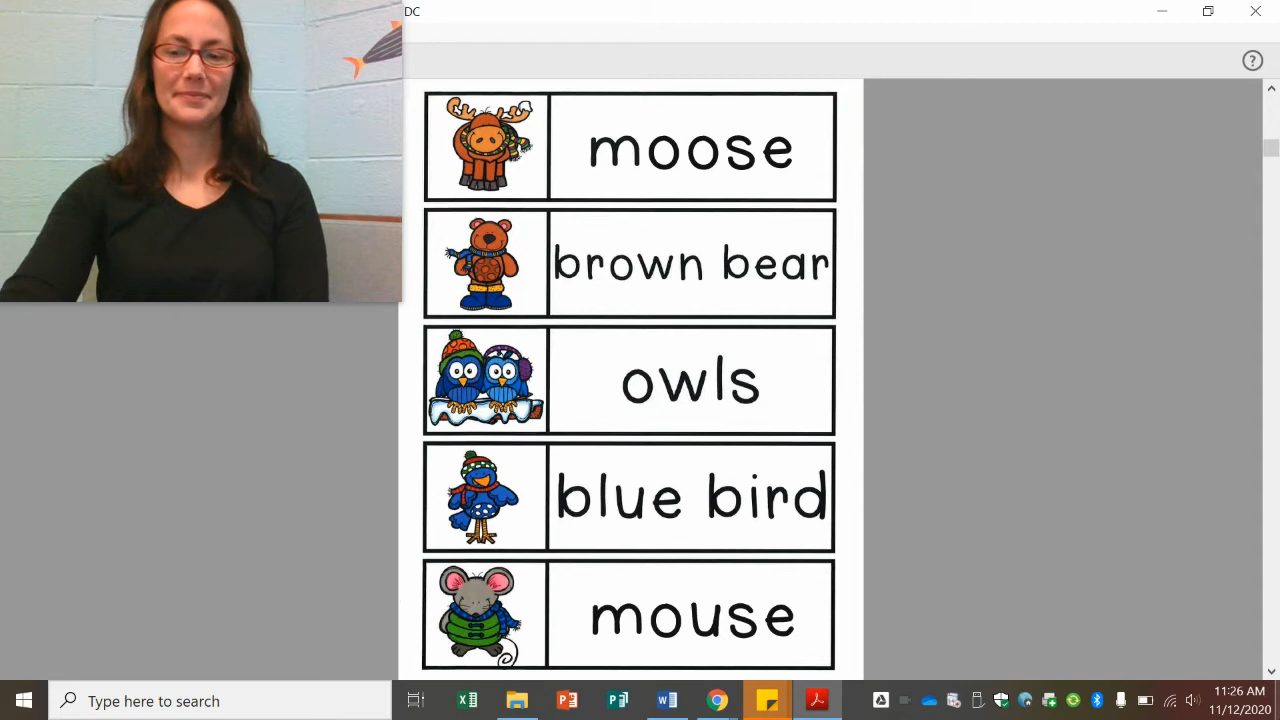 DC
moose
brown bear
owls
blue bird
mouse
Type here to search
11:26 AM
11/12/2020